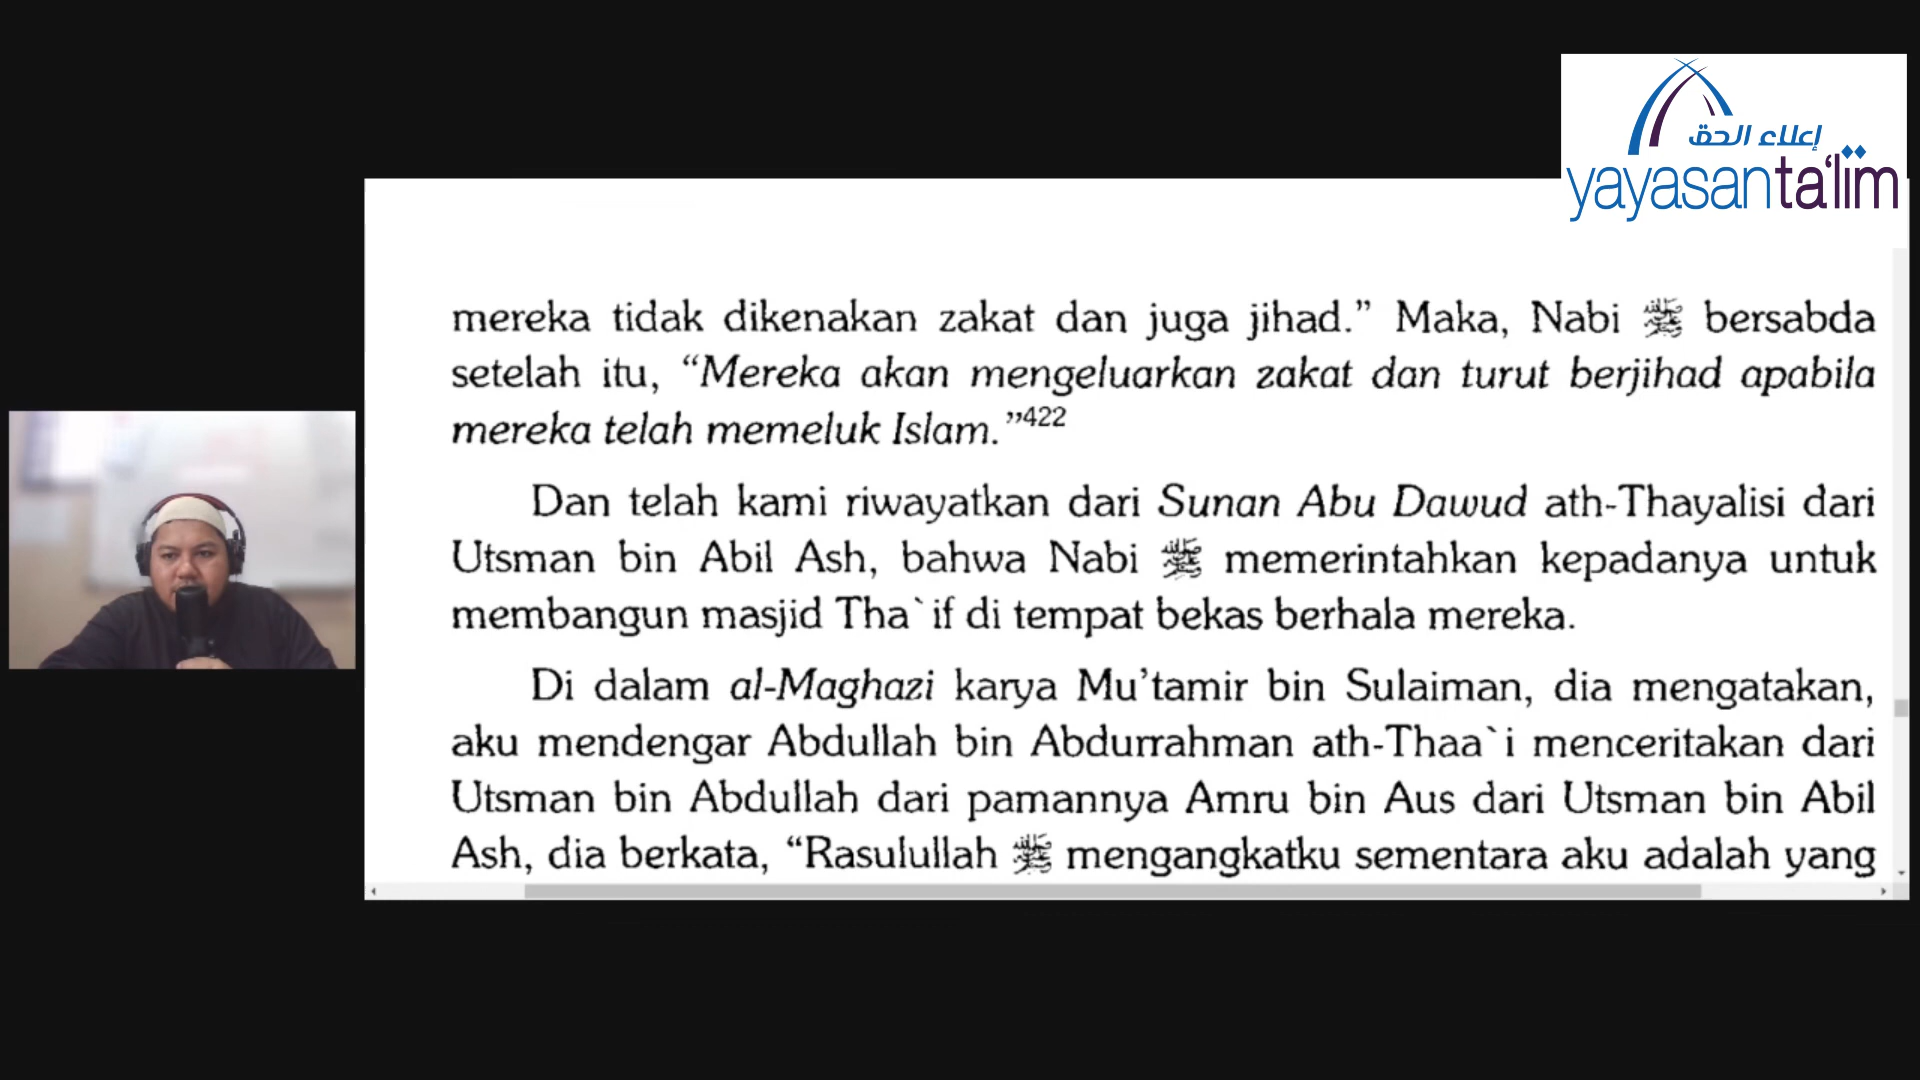 إعلاء الحق
yayasanta'lim
mereka tidak dikenakan zakat dan juga jihad.” Maka, Nabi ﷺ bersabda
setelah itu, “Mereka akan mengeluarkan zakat dan turut berjihad apabila
mereka telah memeluk Islam.”422
Dan telah kami riwayatkan dari Sunan Abu Dawud ath-Thayalisi dari
Utsman bin Abil Ash, bahwa Nabi ﷺ memerintahkan kepadanya untuk
membangun masjid Tha`if di tempat bekas berhala mereka.
Di dalam al-Maghazi karya Mu’tamir bin Sulaiman, dia mengatakan,
aku mendengar Abdullah bin Abdurrahman ath-Thaa`i menceritakan dari
Utsman bin Abdullah dari pamannya Amru bin Aus dari Utsman bin Abil
Ash, dia berkata, “Rasulullah ﷺ mengangkatku sementara aku adalah yang